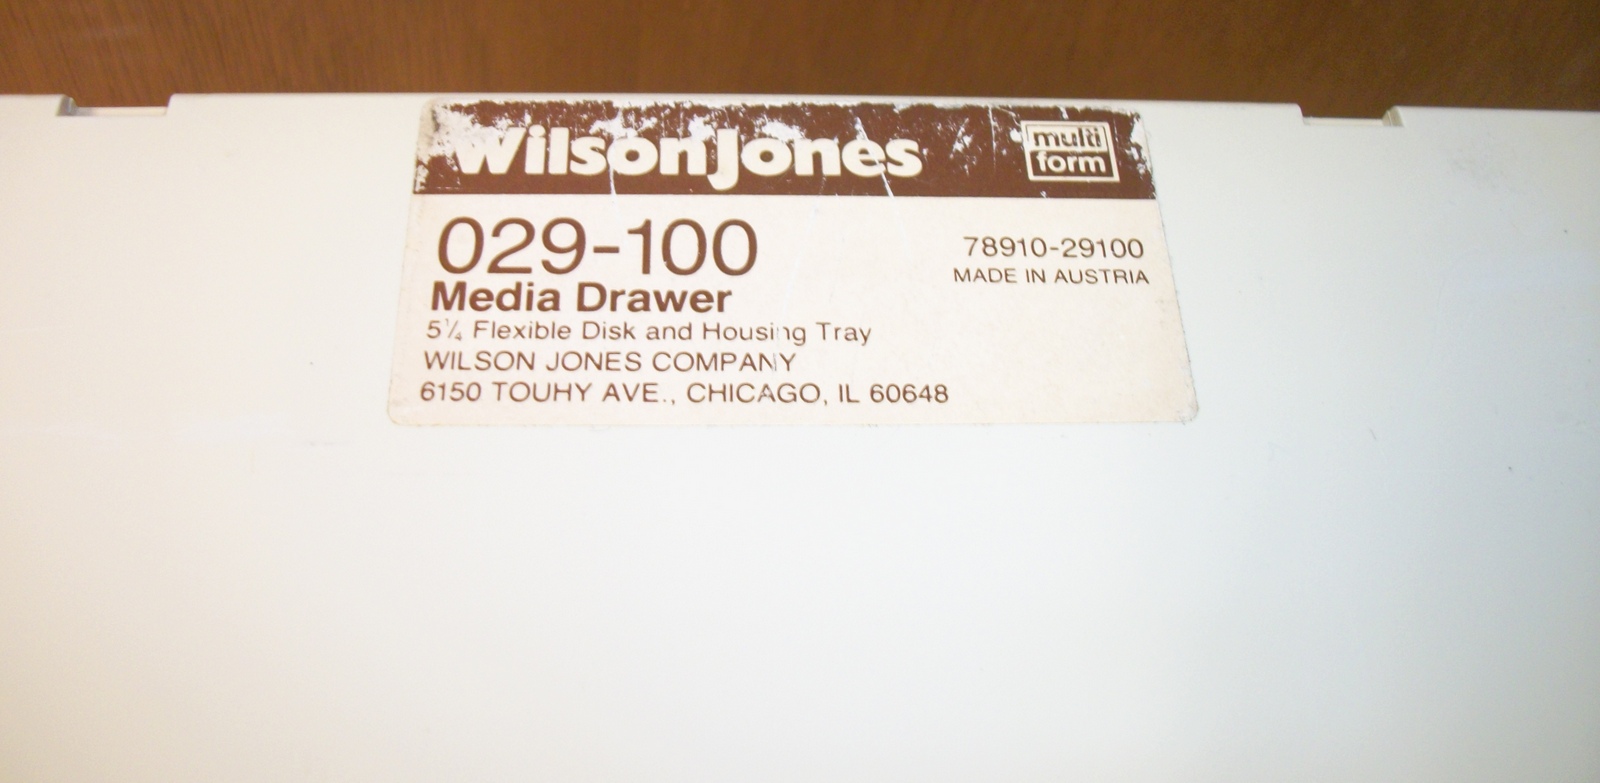 WilsonJones
multi
form
029-100
78910-29100
MADE IN AUSTRIA
Media Drawer
5¼ Flexible Disk and Housing Tray
WILSON JONES COMPANY
6150 TOUHY AVE., CHICAGO, IL 60648